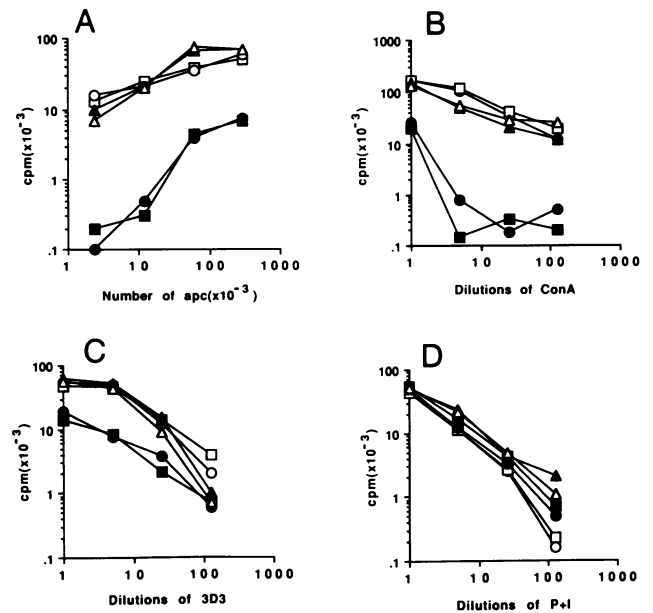 A
B
100
10
1
.1
cpm(x10⁻³)
1 10 100 1000
Number of apc(x10⁻³)
1000
100
10
1
.1
cpm(x10⁻³)
1 10 100 1000
Dilutions of ConA
C
D
100
10
1
.1
cpm(x10⁻³)
1 10 100 1000
Dilutions of 3D3
100
10
1
.1
cpm(x10⁻³)
1 10 100 1000
Dilutions of P+I